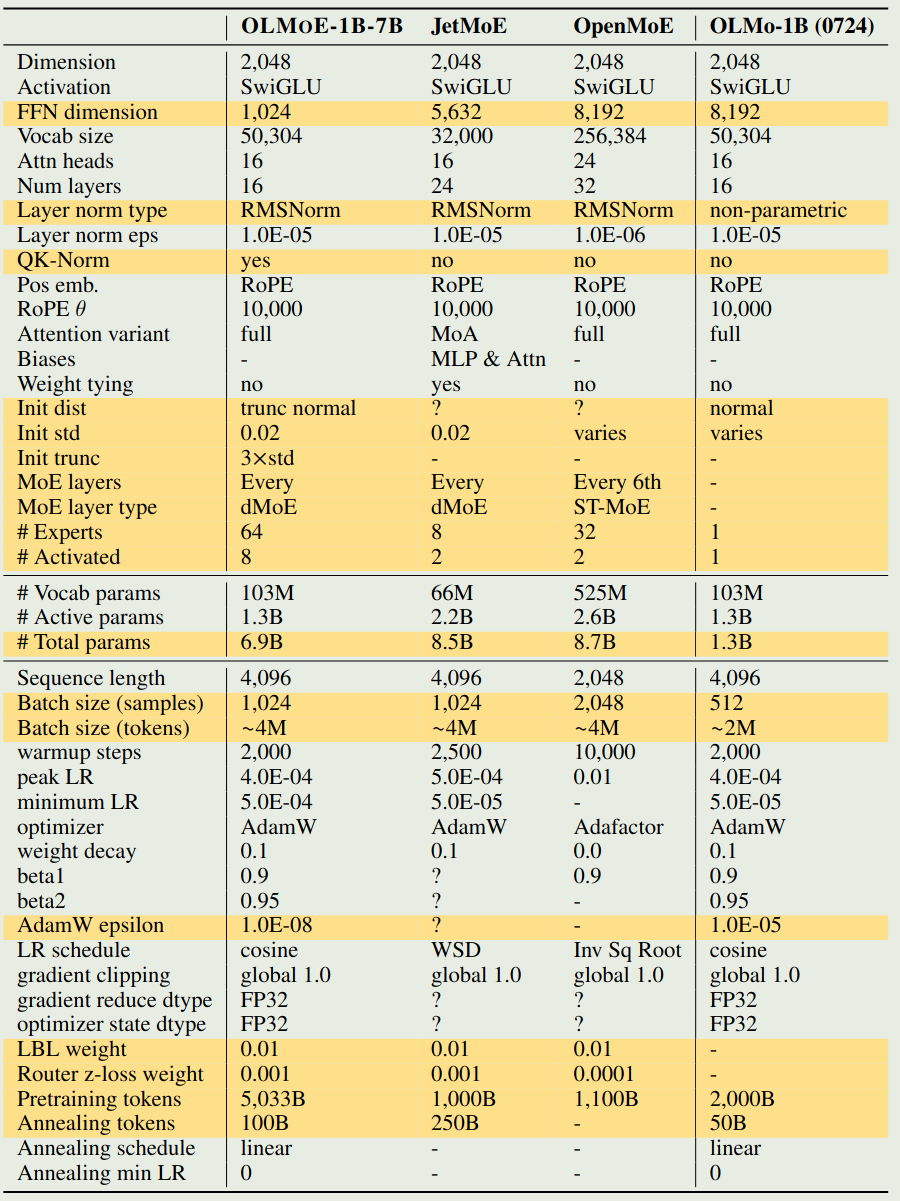 OLMOE-1B-7B JetMoE OpenMoE OLMo-1B (0724)
Dimension 2,048 2,048 2,048 2,048
Activation SwiGLU SwiGLU SwiGLU SwiGLU
FFN dimension 1,024 5,632 8,192 8,192
Vocab size 50,304 32,000 256,384 50,304
Attn heads 16 16 24 16
Num layers 16 24 32 16
Layer norm type RMSNorm RMSNorm RMSNorm non-parametric
Layer norm eps 1.0E-05 1.0E-05 1.0E-06 1.0E-05
QK-Norm yes no no no
Pos emb. RoPE RoPE RoPE RoPE
RoPE θ 10,000 10,000 10,000 10,000
Attention variant full MoA full full
Biases - MLP & Attn - -
Weight tying no yes no no
Init dist trunc normal ? ? normal
Init std 0.02 0.02 varies varies
Init trunc 3×std - - -
MoE layers Every Every Every 6th -
MoE layer type dMoE dMoE ST-MoE -
# Experts 64 8 32 1
# Activated 8 2 2 1
# Vocab params 103M 66M 525M 103M
# Active params 1.3B 2.2B 2.6B 1.3B
# Total params 6.9B 8.5B 8.7B 1.3B
Sequence length 4,096 4,096 2,048 4,096
Batch size (samples) 1,024 1,024 2,048 512
Batch size (tokens) ~4M ~4M ~4M ~2M
warmup steps 2,000 2,500 10,000 2,000
peak LR 4.0E-04 5.0E-04 0.01 4.0E-04
minimum LR 5.0E-04 5.0E-05 - 5.0E-05
optimizer AdamW AdamW Adafactor AdamW
weight decay 0.1 0.1 0.0 0.1
beta1 0.9 ? 0.9 0.9
beta2 0.95 ? - 0.95
AdamW epsilon 1.0E-08 ? - 1.0E-05
LR schedule cosine WSD Inv Sq Root cosine
gradient clipping global 1.0 global 1.0 global 1.0 global 1.0
gradient reduce dtype FP32 ? ? FP32
optimizer state dtype FP32 ? ? FP32
LBL weight 0.01 0.01 0.01 -
Router z-loss weight 0.001 0.001 0.0001 -
Pretraining tokens 5,033B 1,000B 1,100B 2,000B
Annealing tokens 100B 250B - 50B
Annealing schedule linear - - linear
Annealing min LR 0 - - 0